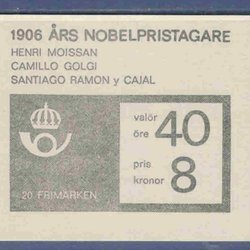 1906 ÅRS NOBELPRISTAGARE
HENRI MOISSAN
CAMILLO GOLGI
SANTIAGO RAMON y CAJAL
valör
öre 40
pris
kronor 8
20 FRIMÄRKEN